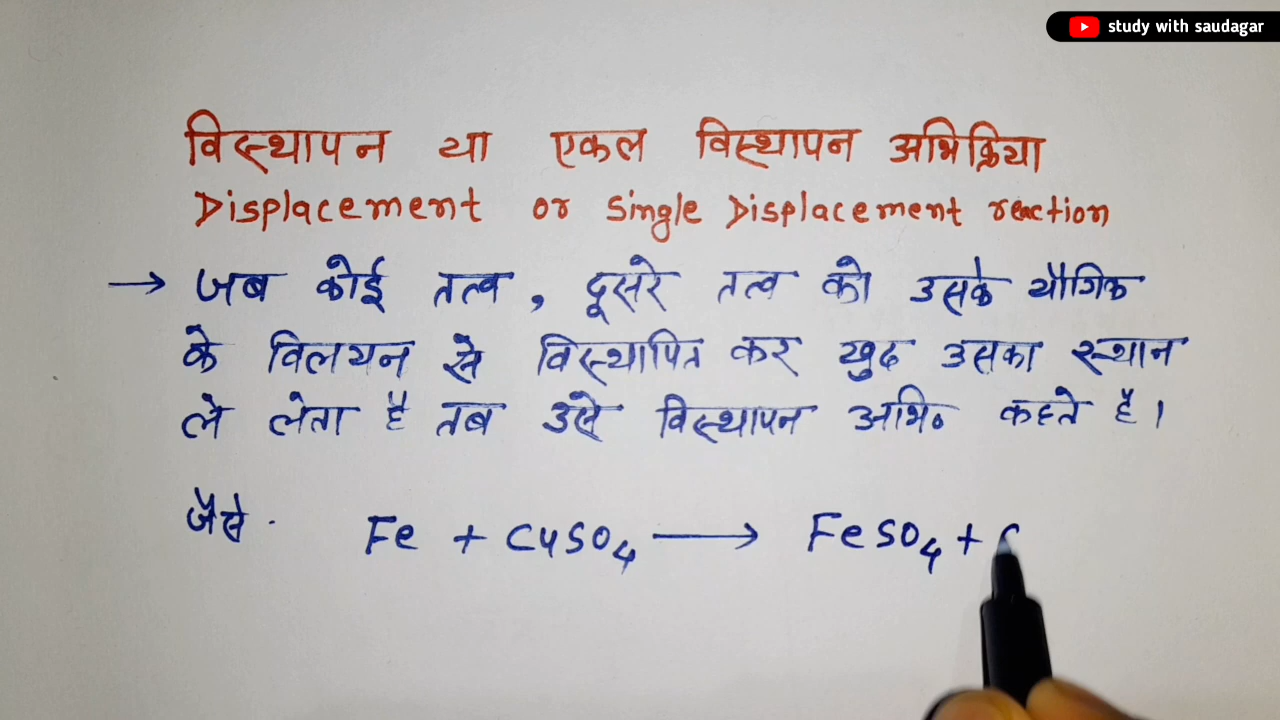 study with saudagar
विस्थापन या एकल विस्थापन अभिक्रिया
Displacement or single Displacement reaction
→ जब कोई तत्व, दूसरे तत्व को उसके यौगिक
के विलयन से विस्थापित कर खुद उसका स्थान
ले लेता है तब उसे विस्थापन अभि० कहते है।
जैसे. Fe + CuSO₄ ⟶ FeSO₄ + C